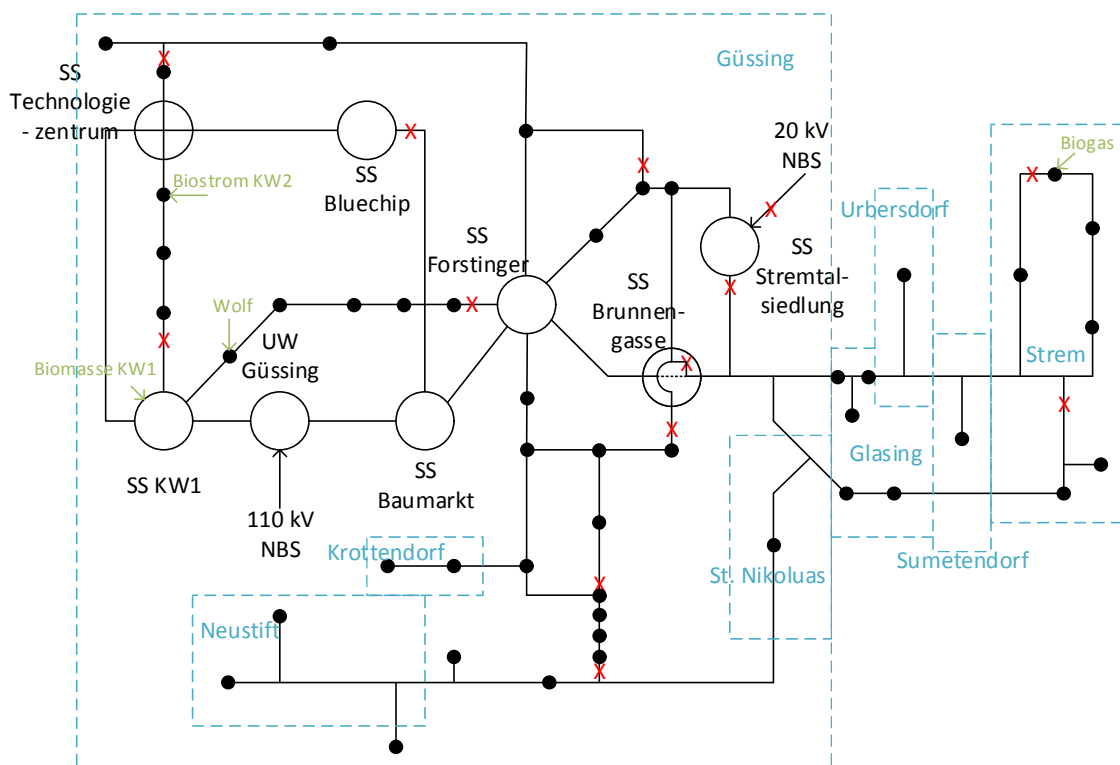 Güssing
SS
Technologie
- zentrum
SS
Bluechip
20 kV
NBS
Biogas
Biostrom KW2
Urbersdorf
SS
Forstinger
SS
Stremtal-
siedlung
SS
Brunnen-
gasse
Wolf
UW
Güssing
Strem
Biomasse KW1
X
X
X
X
X
X
X
X
X
X
X
X
X
X
Glasing
SS KW1
SS
Baumarkt
110 kV
NBS
Krottendorf
St. Nikoluas
Sumetendorf
Neustift